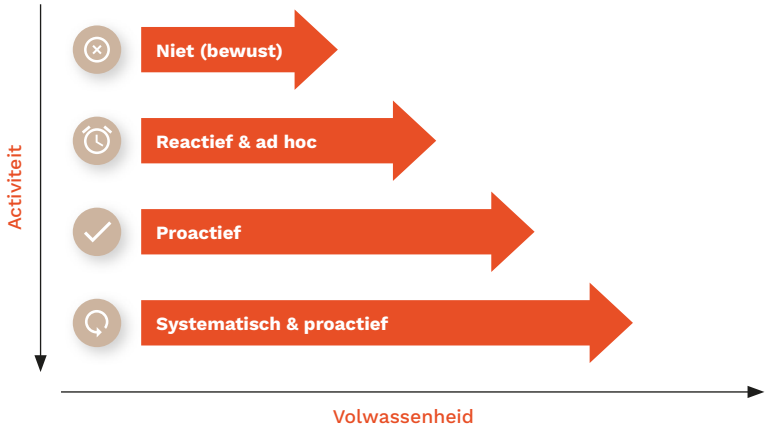 Niet (bewust)
Reactief & ad hoc
Proactief
Systematisch & proactief
Activiteit
Volwassenheid